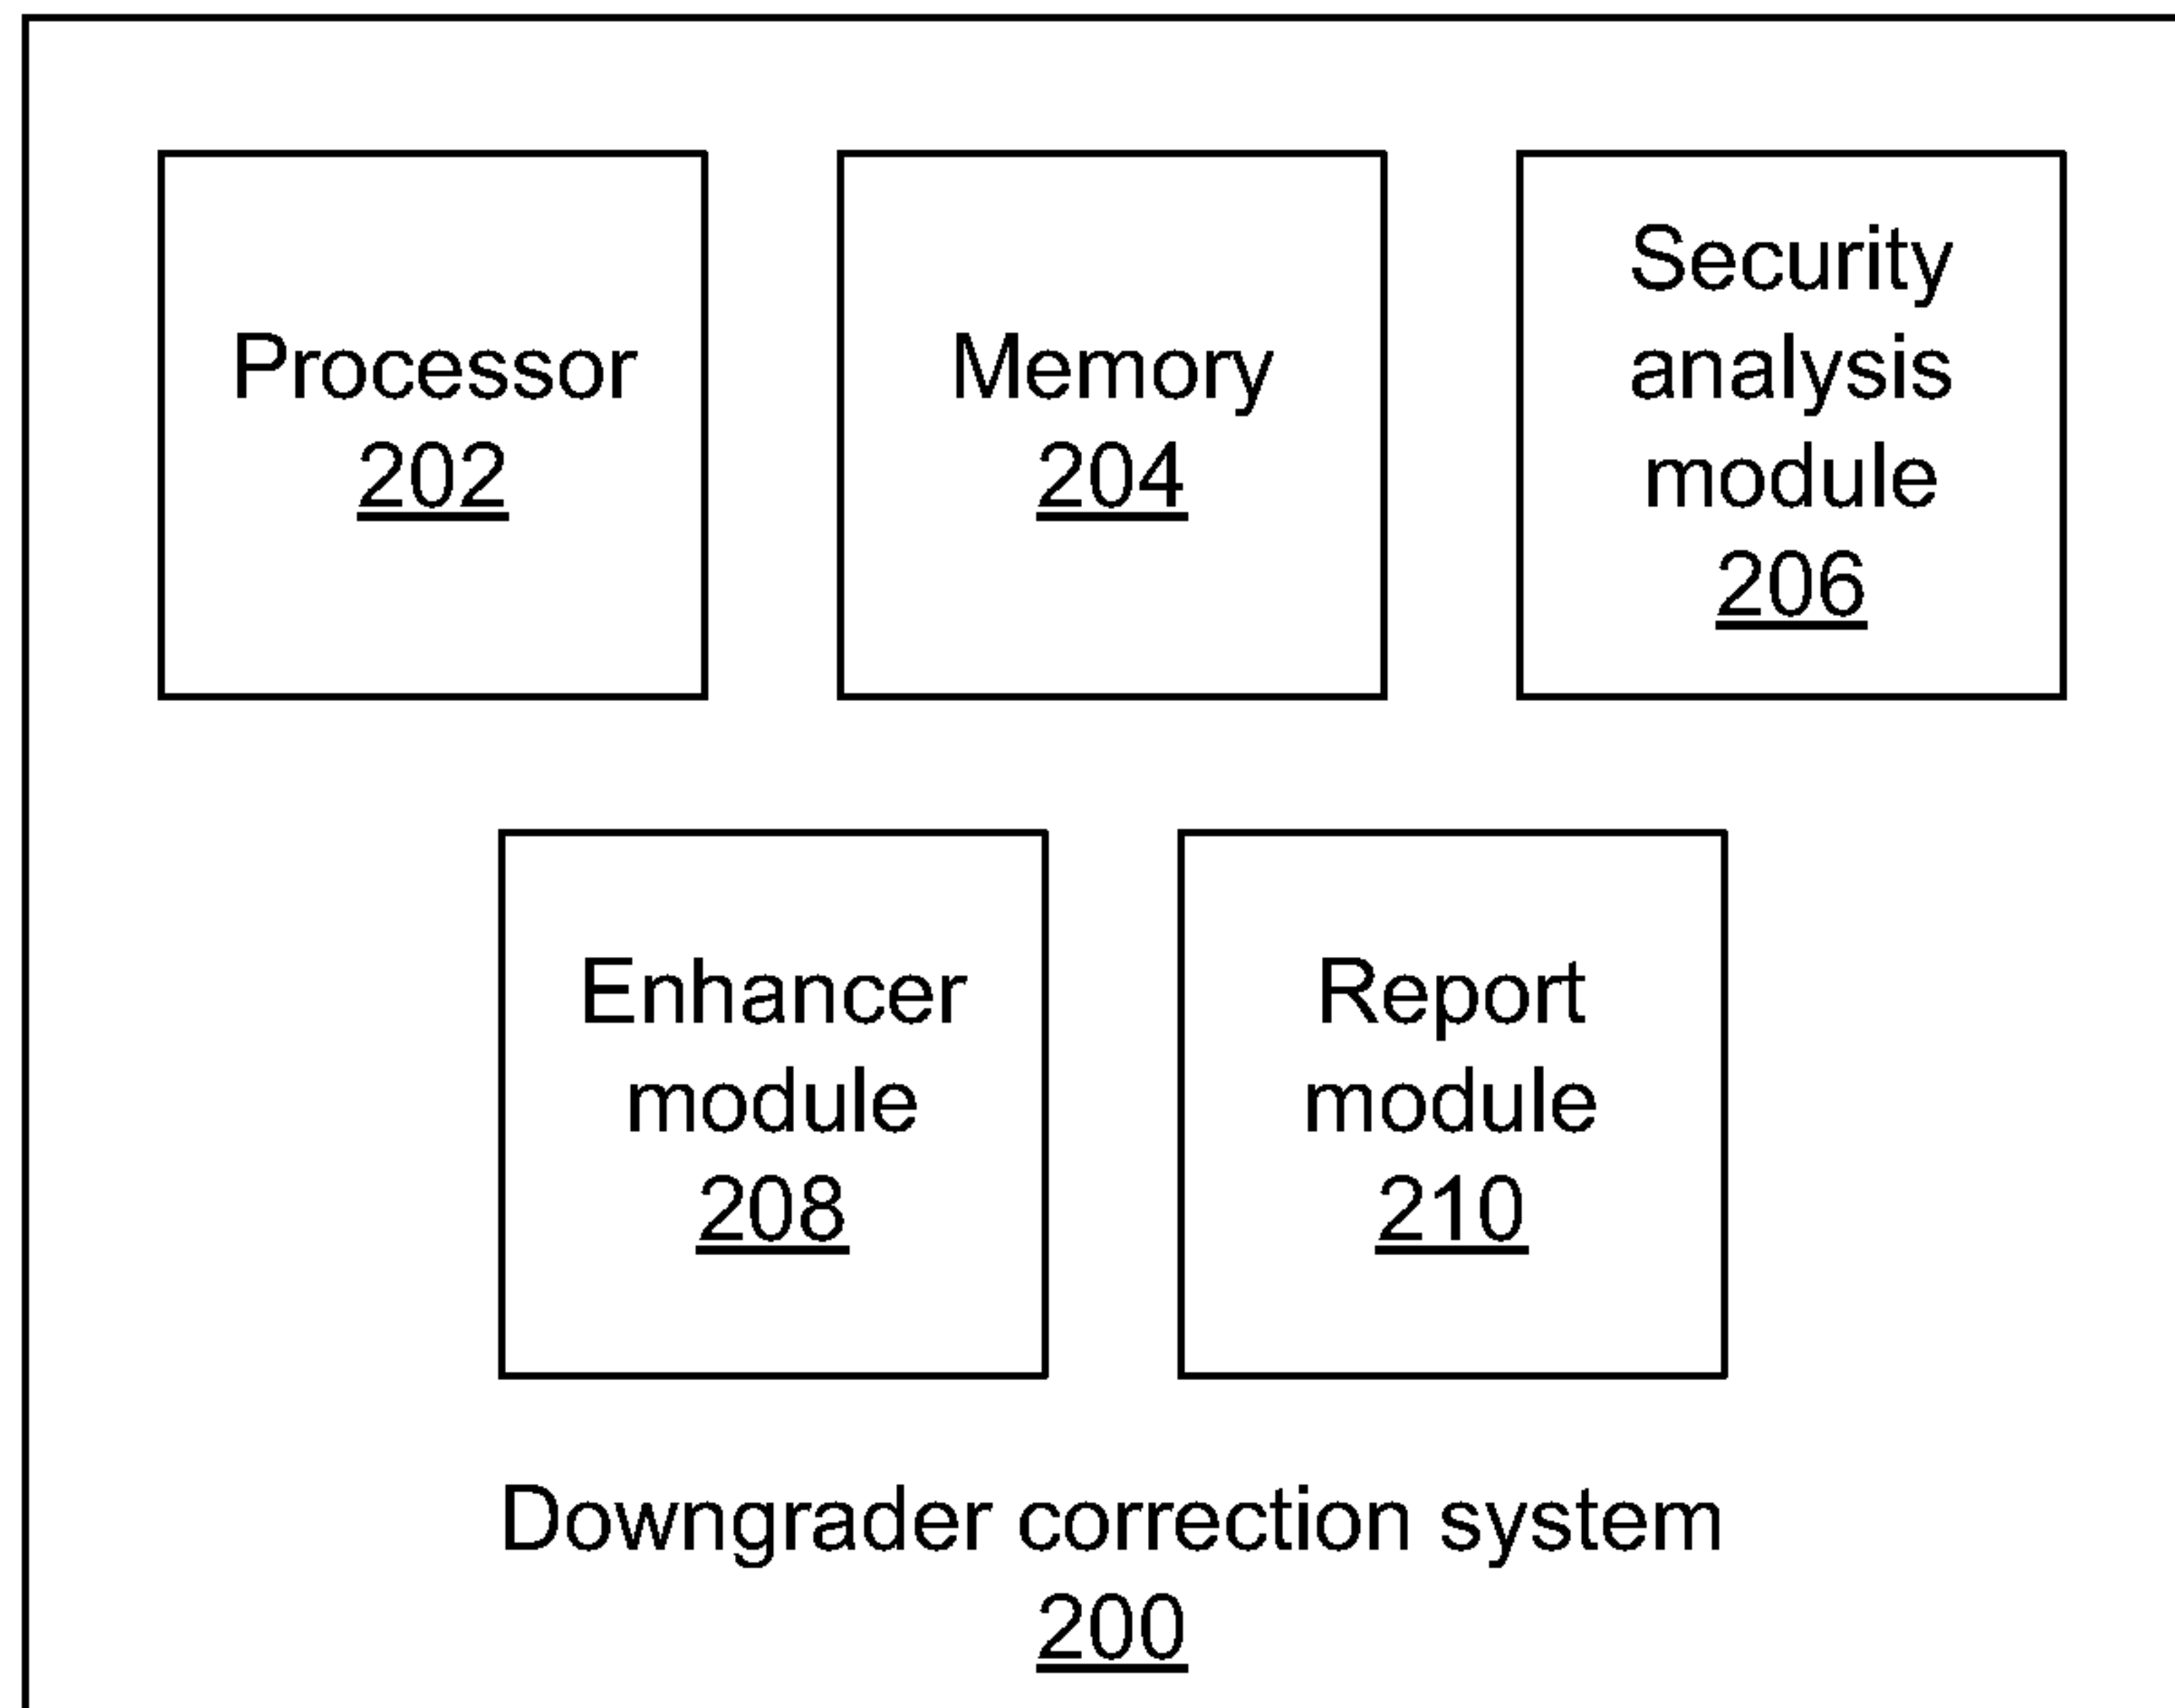 Processor
202
Memory
204
Security
analysis
module
206
Enhancer
module
208
Report
module
210
Downgrader correction system
200